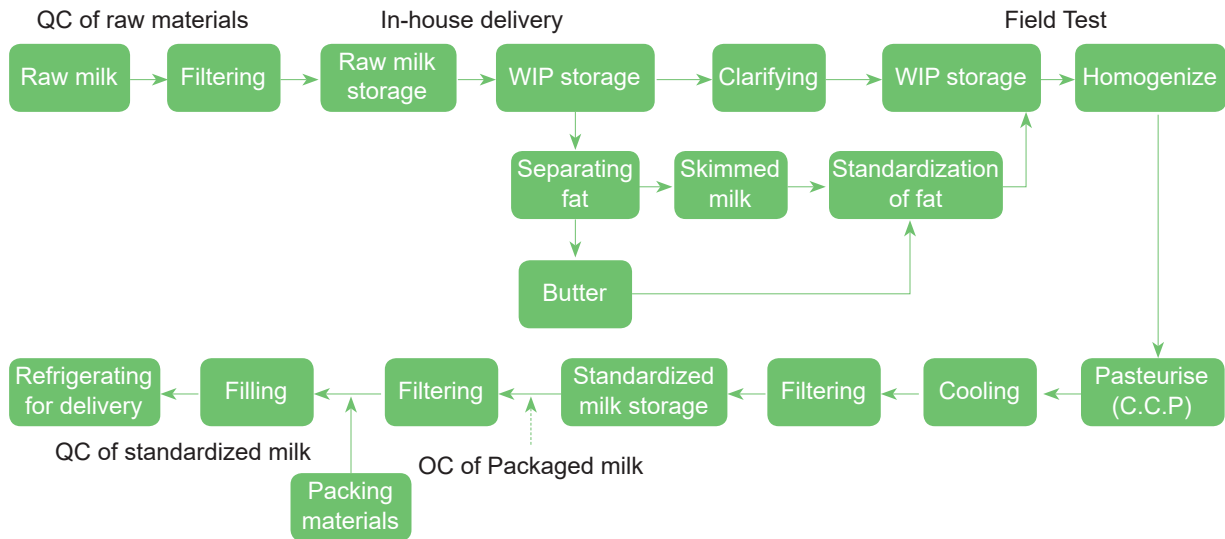 QC of raw materials
In-house delivery
Field Test
Raw milk
Filtering
Raw milk
storage
WIP storage
Clarifying
WIP storage
Homogenize
Separating
fat
Skimmed
milk
Standardization
of fat
Butter
Refrigerating
for delivery
Filling
Filtering
Standardized
milk storage
Filtering
Cooling
Pasteurise
(C.C.P)
QC of standardized milk
OC of Packaged milk
Packing
materials